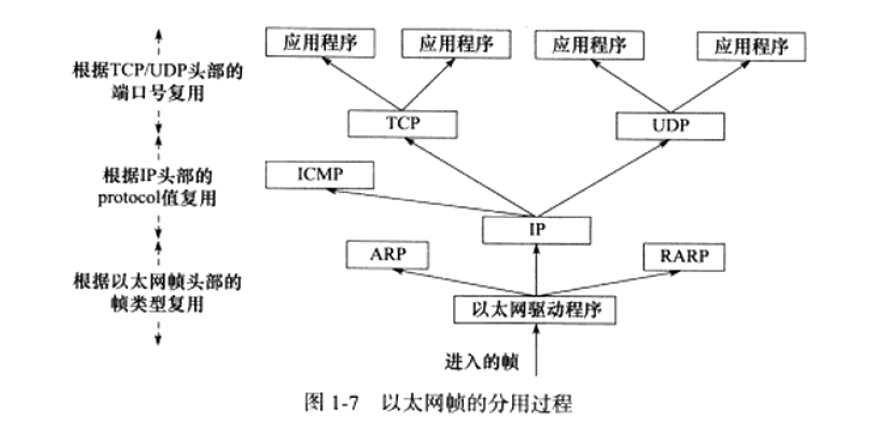 应用程序 应用程序 应用程序 应用程序
根据TCP/UDP头部的
端口号复用
TCP UDP
根据IP头部的
protocol值复用
ICMP
IP
ARP RARP
根据以太网帧头部的
帧类型复用
以太网驱动程序
进入的帧
图 1-7 以太网帧的分用过程